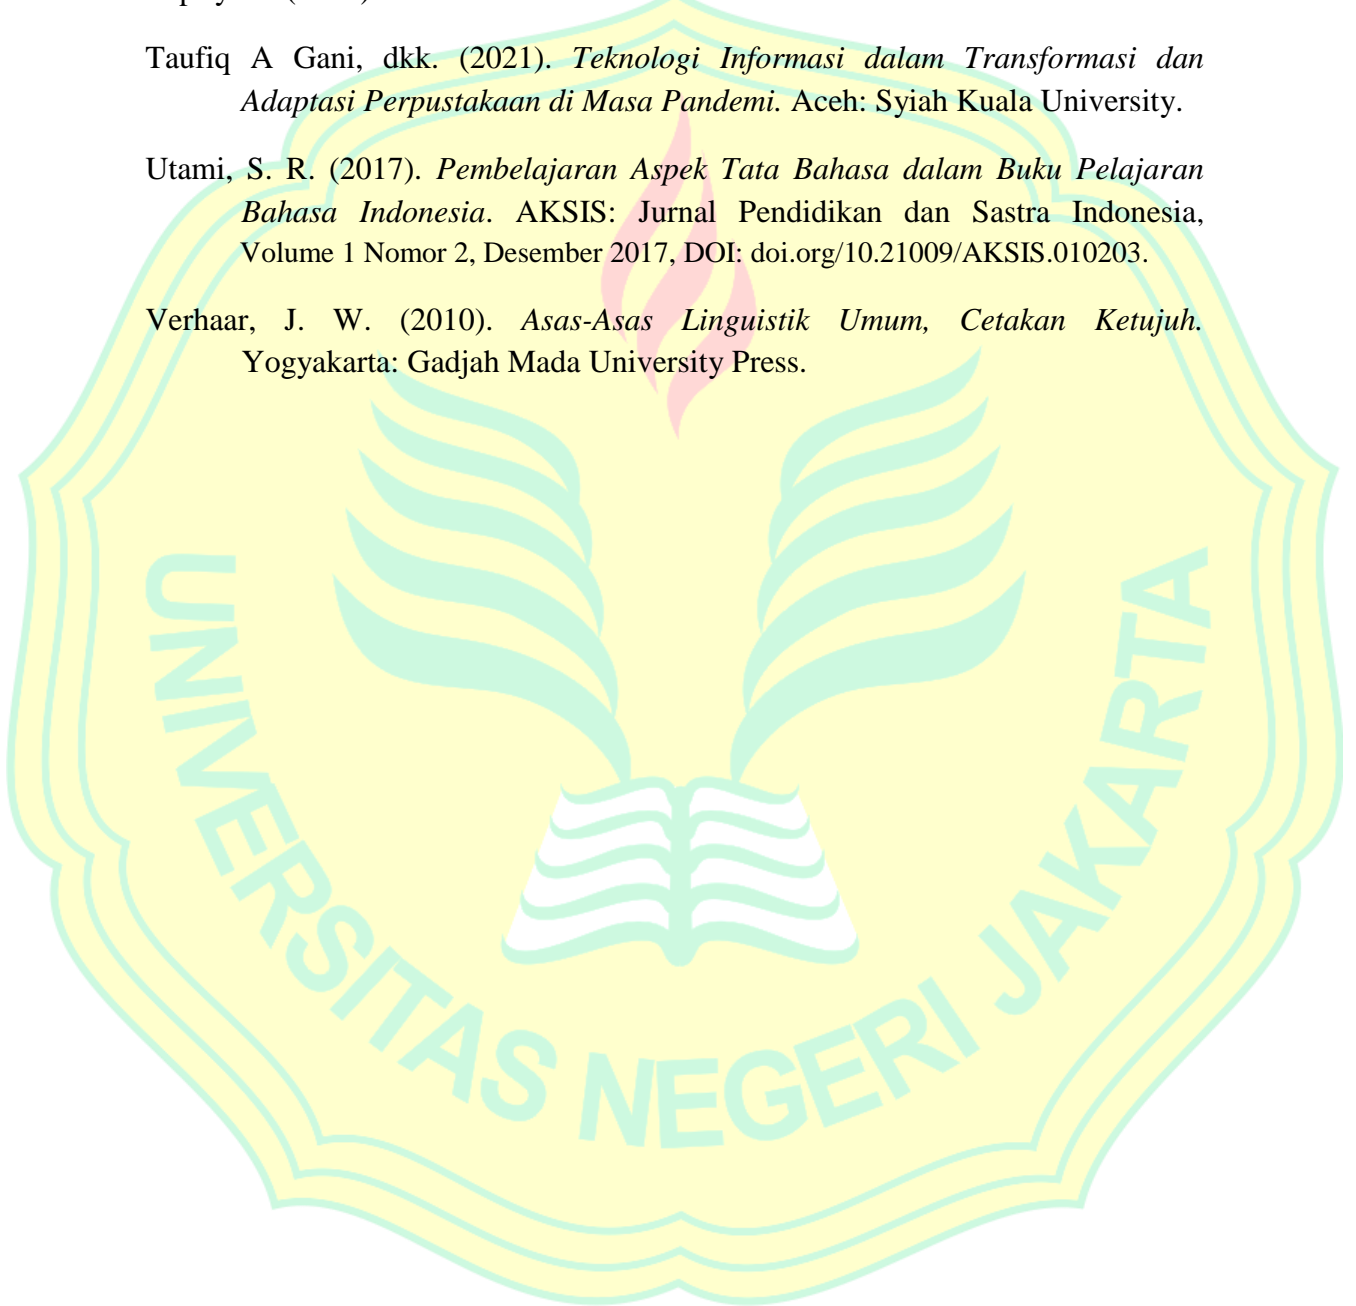 Taufiq A Gani, dkk. (2021). Teknologi Informasi dalam Transformasi dan
Adaptasi Perpustakaan di Masa Pandemi. Aceh: Syiah Kuala University.
Utami, S. R. (2017). Pembelajaran Aspek Tata Bahasa dalam Buku Pelajaran
Bahasa Indonesia. AKSIS: Jurnal Pendidikan dan Sastra Indonesia,
Volume 1 Nomor 2, Desember 2017, DOI: doi.org/10.21009/AKSIS.010203.
Verhaar, J. W. (2010). Asas-Asas Linguistik Umum, Cetakan Ketujuh.
Yogyakarta: Gadjah Mada University Press.
UNIVERSITAS NEGERI JAKARTA